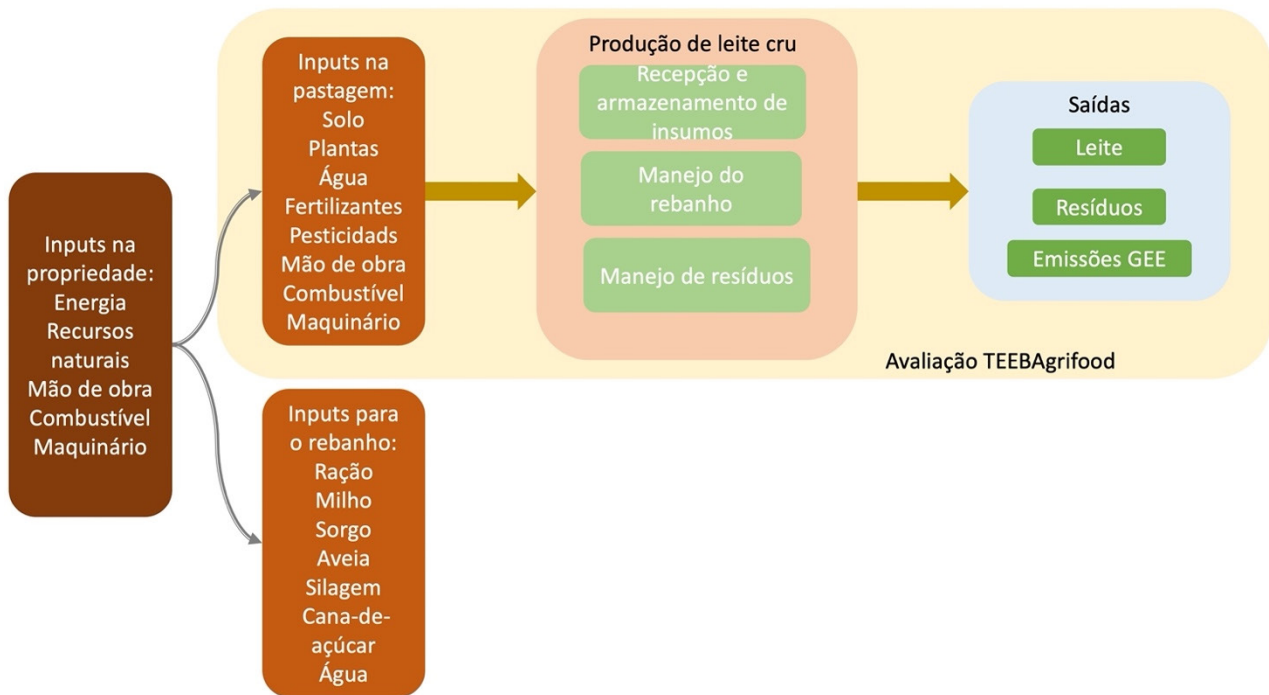 Inputs na
propriedade:
Energia
Recursos
naturais
Mão de obra
Combustível
Maquinário
Inputs na
pastagem:
Solo
Plantas
Água
Fertilizantes
Pesticidads
Mão de obra
Combustível
Maquinário
Inputs para
o rebanho:
Ração
Milho
Sorgo
Aveia
Silagem
Cana-de-
açúcar
Água
Produção de leite cru
Recepção e
armazenamento de
insumos
Manejo do
rebanho
Manejo de resíduos
Saídas
Leite
Resíduos
Emissões GEE
Avaliação TEEBAgrifood